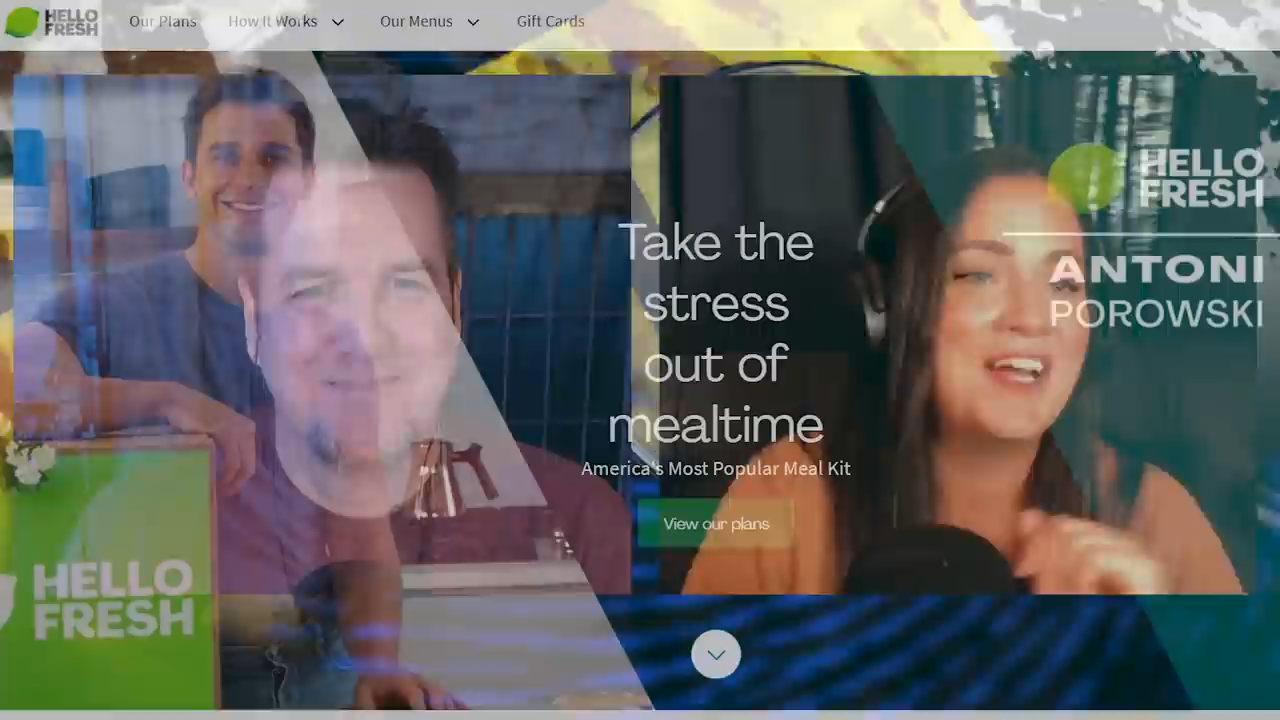 HELLO
FRESH
Our Plans
How It Works
Our Menus
Gift Cards
HELLO
FRESH
ANTONI
POROWSKI
Take the
stress
out of
mealtime
America's Most Popular Meal Kit
View our plans
HELLO
FRESH